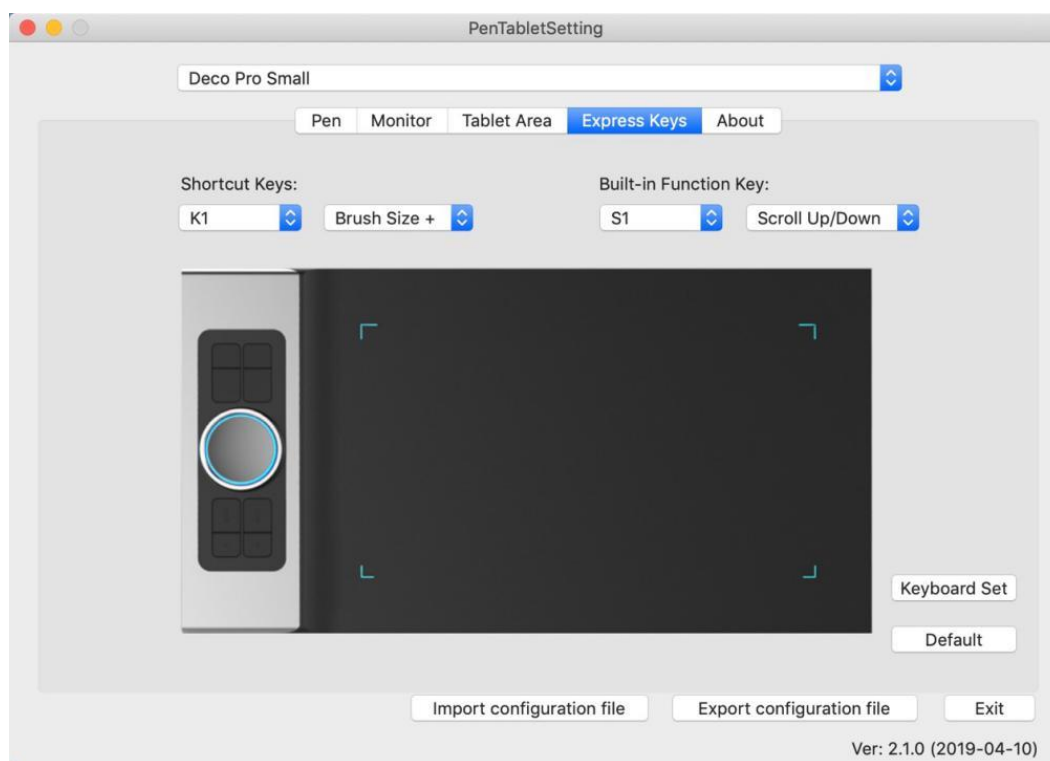 PenTabletSetting
Deco Pro Small
Pen Monitor Tablet Area Express Keys About
Shortcut Keys: Built-in Function Key:
K1 Brush Size + S1 Scroll Up/Down
Keyboard Set
Default
Import configuration file Export configuration file Exit
Ver: 2.1.0 (2019-04-10)